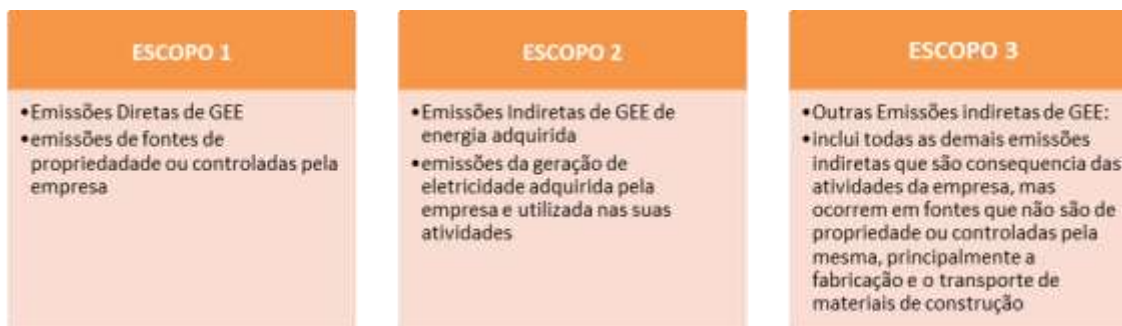 ESCOPO 1
•Emissões Diretas de GEE
•emissões de fontes de
propriedadade ou controladas pela
empresa
ESCOPO 2
•Emissões Indiretas de GEE de
energia adquirida
•emissões da geração de
eletricidade adquirida pela
empresa e utilizada nas suas
atividades
ESCOPO 3
•Outras Emissões indiretas de GEE:
•inclui todas as demais emissões
indiretas que são consequencia das
atividades da empresa, mas
ocorrem em fontes que não são de
propriedade ou controladas pela
mesma, principalmente a
fabricação e o transporte de
materiais de construção